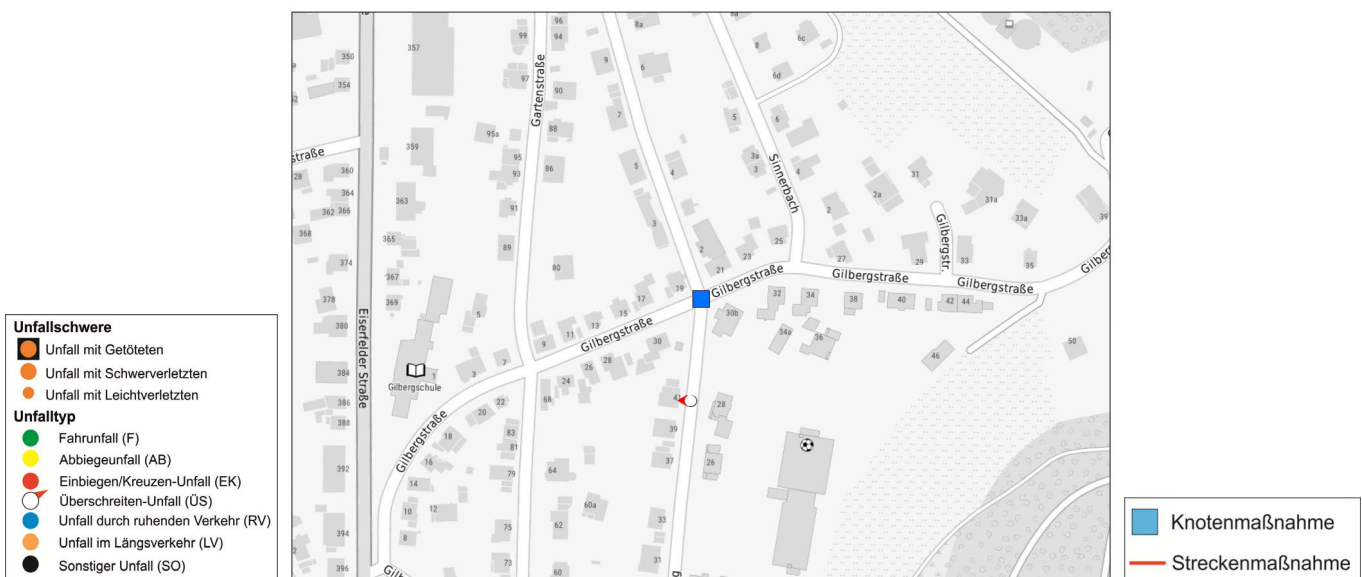 Unfallschwere
Unfall mit Getöteten
Unfall mit Schwerverletzten
Unfall mit Leichtverletzten
Unfalltyp
Fahrunfall (F)
Abbiegeunfall (AB)
Einbiegen/Kreuzen-Unfall (EK)
Überschreiten-Unfall (ÜS)
Unfall durch ruhenden Verkehr (RV)
Unfall im Längsverkehr (LV)
Sonstiger Unfall (SO)
357
99
96
94
8a
8
6c
350
354
97
9
6
6d
90
Gartenstraße
7
5
6
359
95a
88
straße
95
93
86
5
4
3a
3
4
Sinnerbach
31
28
360
364
362 366
363
91
3
2
2a
31a
33a
39
368
365
89
2
25
27
29
Gilbergstr.
33
35
374
367
80
21
23
Gilbergstraße
Gilbergstraße
Gilbergstraße
378
369
5
17
19
32
34
38
40
42 44
380
Eiserfelder Straße
9
11
13
15
Gilbergstraße
30b
34a
36
384
Gilbergschule
1
3
7
30
28
26
24
46
50
386
388
22
20
68
41
28
18
Gilbergstraße
83
81
39
392
16
14
79
64
37
26
10
12
60a
394
8
75
62
33
396
73
60
31
Knotenmaßnahme
Streckenmaßnahme